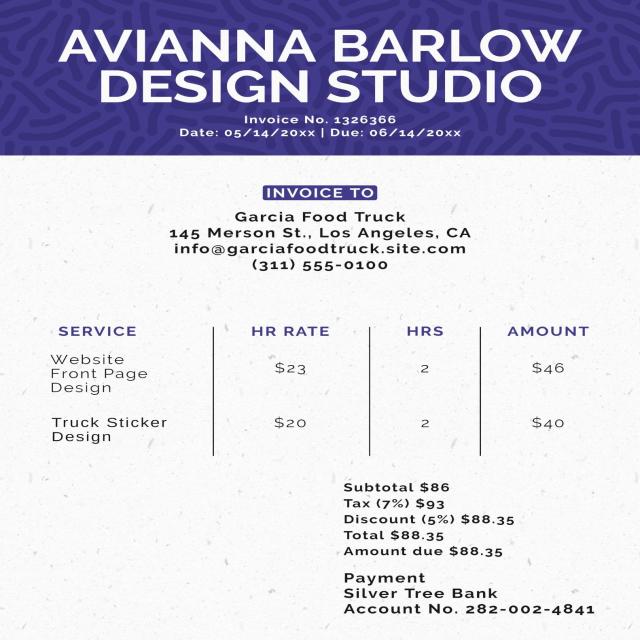 AVIANNA BARLOW
DESIGN STUDIO
Invoice No. 1326366
Date: 05/14/20xx | Due: 06/14/20xx
INVOICE TO
Garcia Food Truck
145 Merson St., Los Angeles, CA
info@garciafoodtruck.site.com
(311) 555-0100
SERVICE HR RATE HRS AMOUNT
Website
Front Page
Design
$23 2 $46
Truck Sticker
Design
$20 2 $40
Subtotal $86
Tax (7%) $93
Discount (5%) $88.35
Total $88.35
Amount due $88.35
Payment
Silver Tree Bank
Account No. 282-002-4841